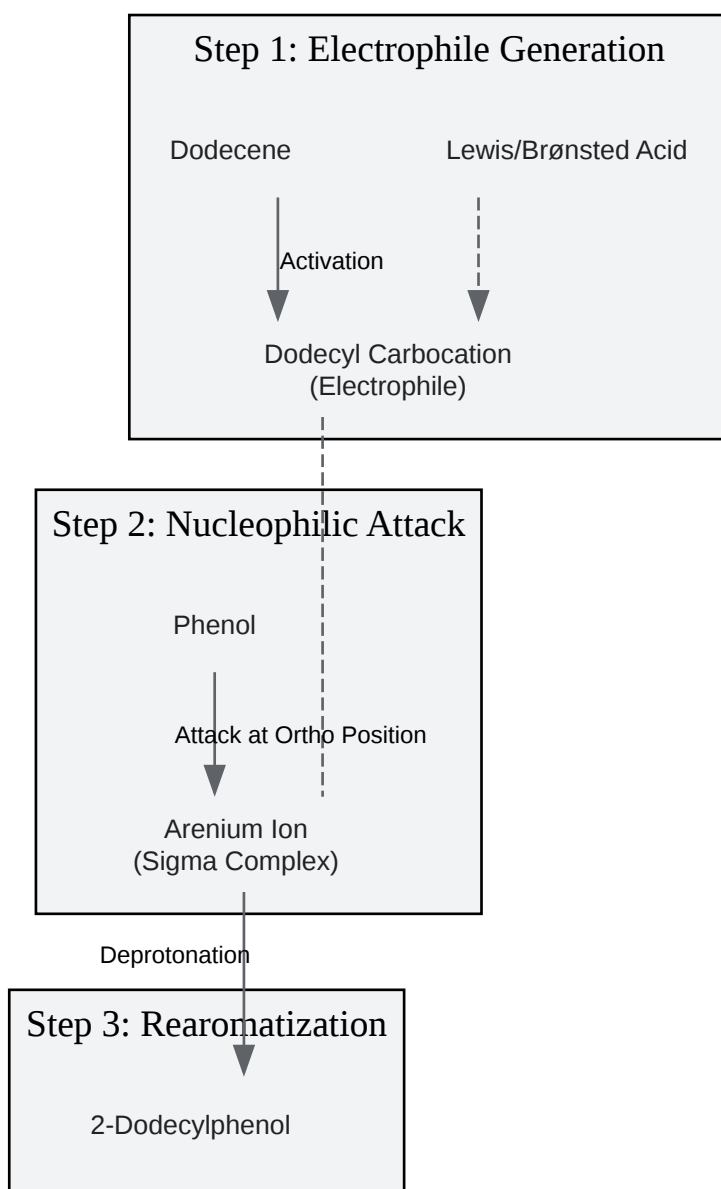 Step 1: Electrophile Generation
Dodecene
Lewis/Brønsted Acid
Activation
Dodecyl Carbocation
(Electrophile)
Step 2: Nucleophilic Attack
Phenol
Attack at Ortho Position
Arenium Ion
(Sigma Complex)
Deprotonation
Step 3: Rearomatization
2-Dodecylphenol